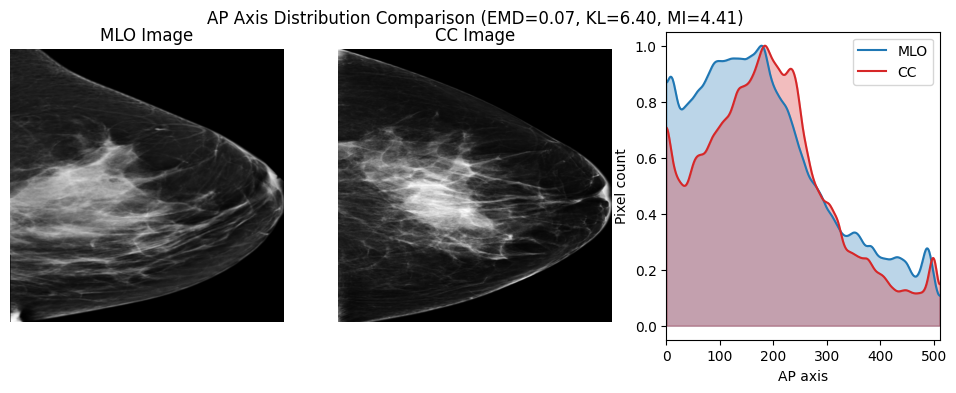 AP Axis Distribution Comparison (EMD=0.07, KL=6.40, MI=4.41)
MLO Image
CC Image
MLO
CC
Pixel count
1.0
0.8
0.6
0.4
0.2
0.0
0 100 200 300 400 500
AP axis